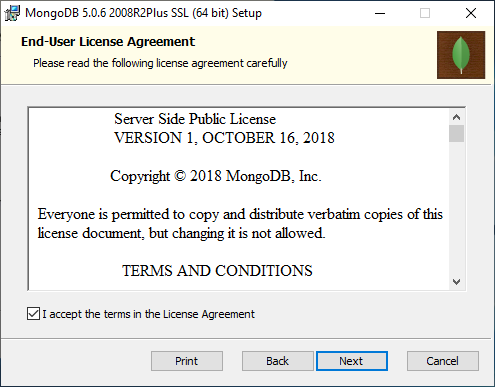 MongoDB 5.0.6 2008R2Plus SSL (64 bit) Setup
End-User License Agreement
Please read the following license agreement carefully
Server Side Public License
VERSION 1, OCTOBER 16, 2018
Copyright © 2018 MongoDB, Inc.
Everyone is permitted to copy and distribute verbatim copies of this
license document, but changing it is not allowed.
TERMS AND CONDITIONS
I accept the terms in the License Agreement
Print Back Next Cancel